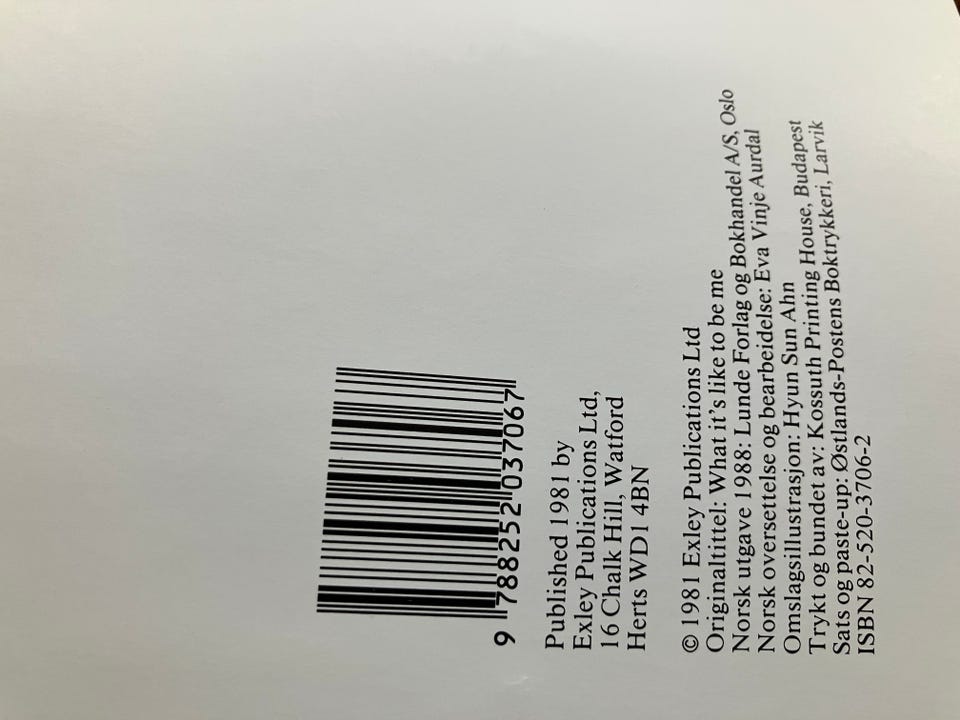 9 788252 037067
Published 1981 by
Exley Publications Ltd,
16 Chalk Hill, Watford
Herts WD1 4BN
© 1981 Exley Publications Ltd
Originaltittel: What it's like to be me
Norsk utgave 1988: Lunde Forlag og Bokhandel A/S, Oslo
Norsk oversettelse og bearbeidelse: Eva Vinje Aurdal
Omslagsillustrasjon: Hyun Sun Ahn
Trykt og bundet av: Kossuth Printing House, Budapest
Sats og paste-up: Østlands-Postens Boktrykkeri, Larvik
ISBN 82-520-3706-2